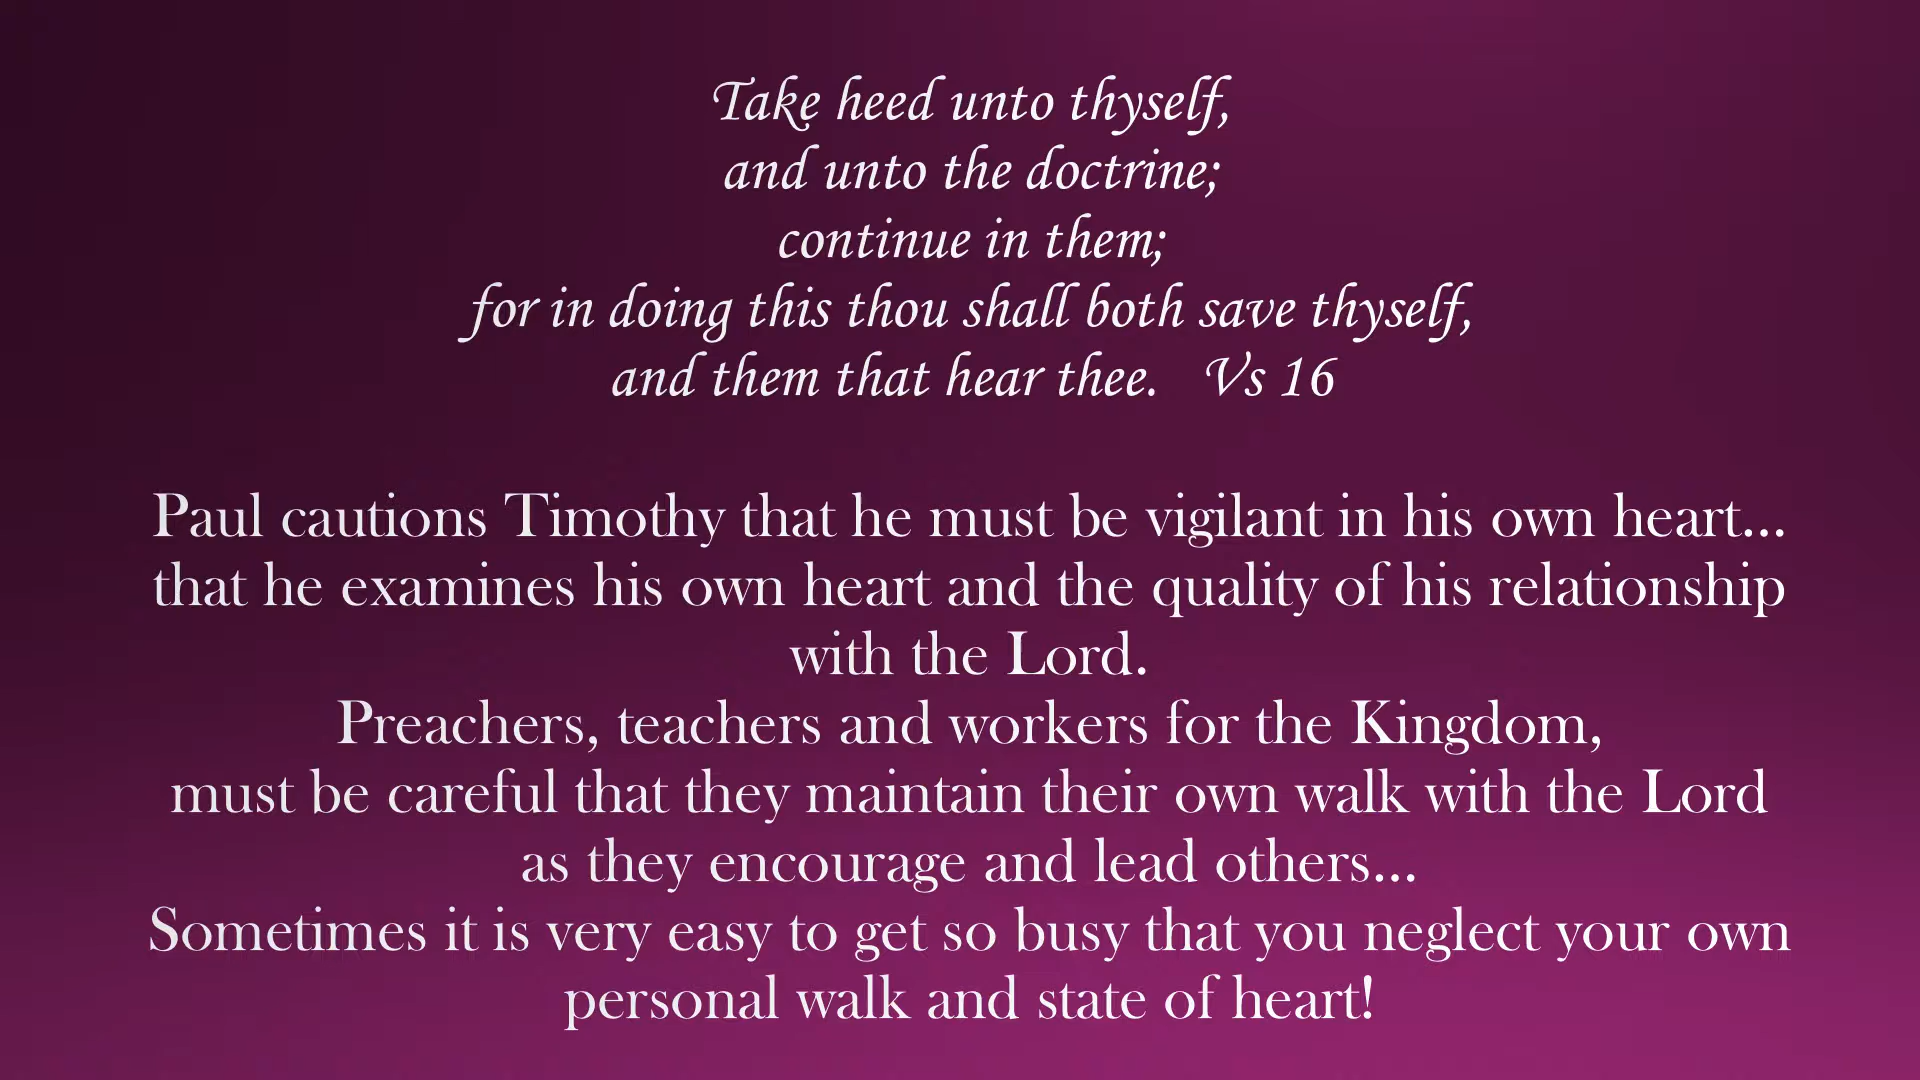 Take heed unto thyself,
and unto the doctrine;
continue in them;
for in doing this thou shall both save thyself,
and them that hear thee. Vs 16
Paul cautions Timothy that he must be vigilant in his own heart...
that he examines his own heart and the quality of his relationship
with the Lord.
Preachers, teachers and workers for the Kingdom,
must be careful that they maintain their own walk with the Lord
as they encourage and lead others...
Sometimes it is very easy to get so busy that you neglect your own
personal walk and state of heart!